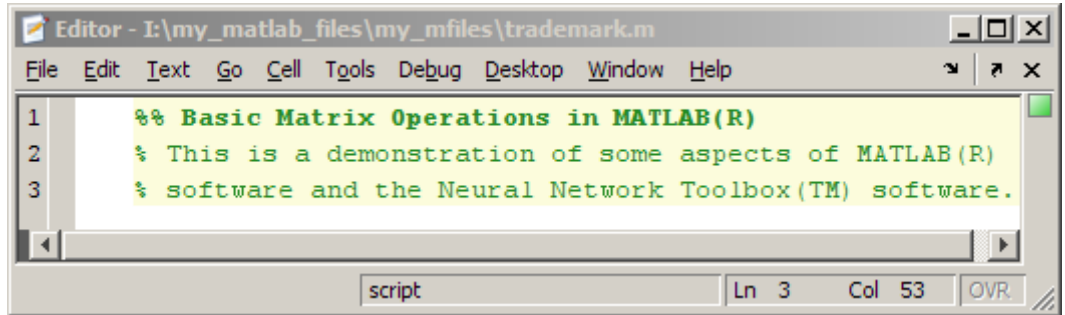 Editor - I:\my_matlab_files\my_mfiles\trademark.m
File Edit Text Go Cell Tools Debug Desktop Window Help
1 %% Basic Matrix Operations in MATLAB(R)
2 % This is a demonstration of some aspects of MATLAB(R)
3 % software and the Neural Network Toolbox(TM) software.
script Ln 3 Col 53 OVR